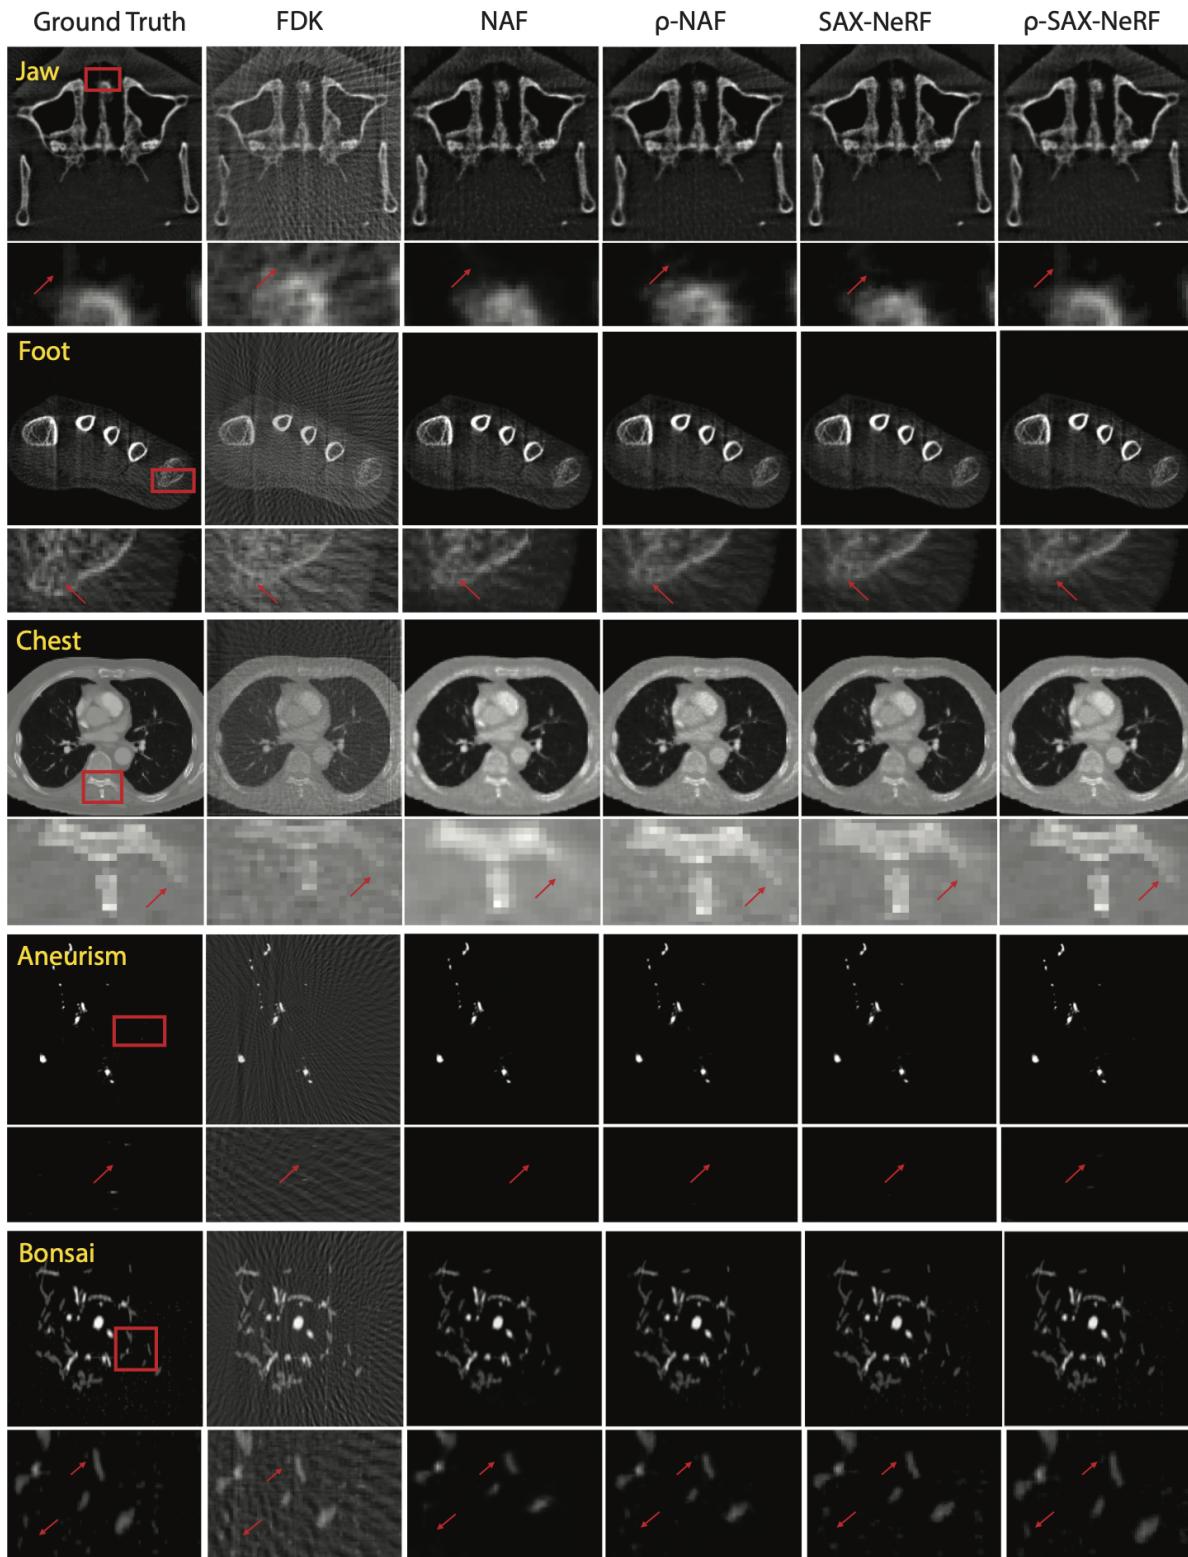 Ground Truth FDK NAF ρ-NAF SAX-NeRF ρ-SAX-NeRF
Jaw
Foot
Chest
Aneurism
Bonsai